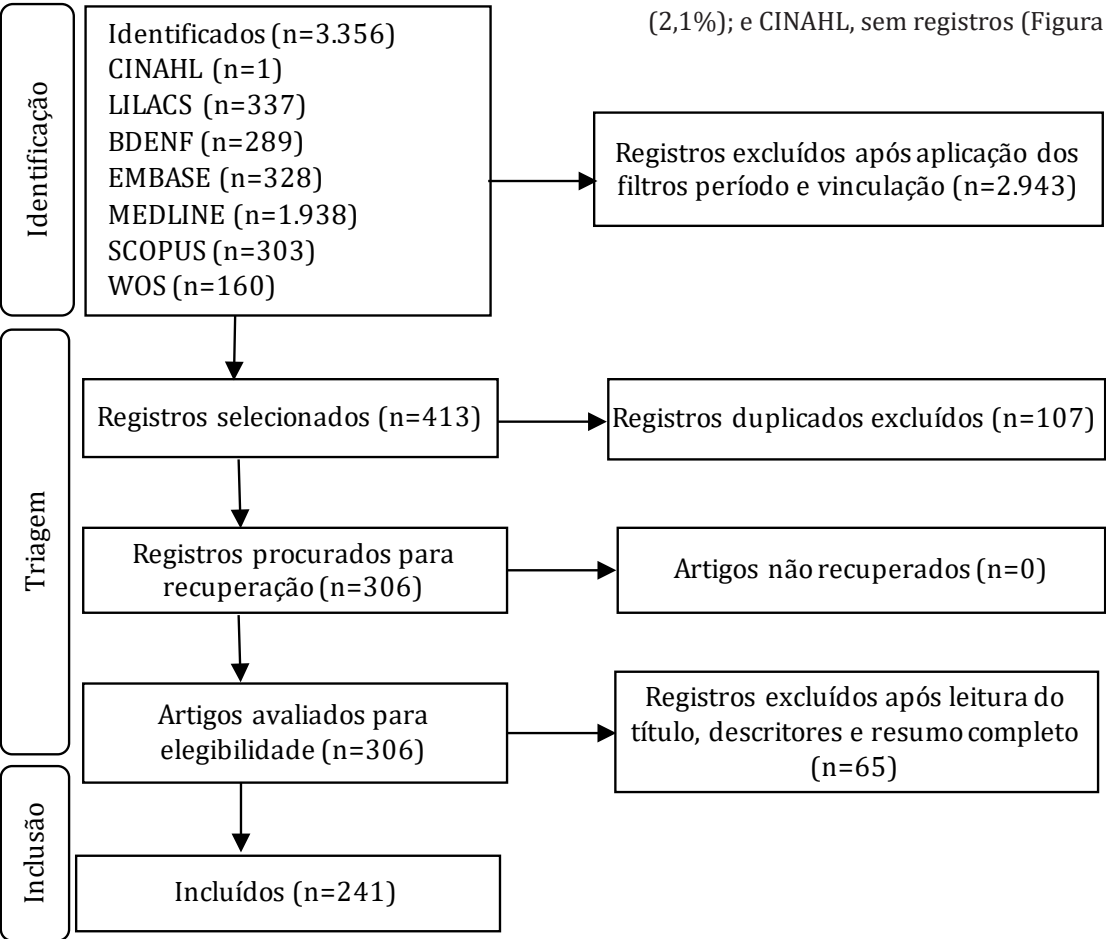 (2,1%); e CINAHL, sem registros (Figura
Identificação
Identificados (n=3.356)
CINAHL (n=1)
LILACS (n=337)
BDENF (n=289)
EMBASE (n=328)
MEDLINE (n=1.938)
SCOPUS (n=303)
WOS (n=160)
Registros excluídos após aplicação dos
filtros período e vinculação (n=2.943)
Triagem
Registros selecionados (n=413)
Registros duplicados excluídos (n=107)
Registros procurados para
recuperação (n=306)
Artigos não recuperados (n=0)
Artigos avaliados para
elegibilidade (n=306)
Registros excluídos após leitura do
título, descritores e resumo completo
(n=65)
Inclusão
Incluídos (n=241)